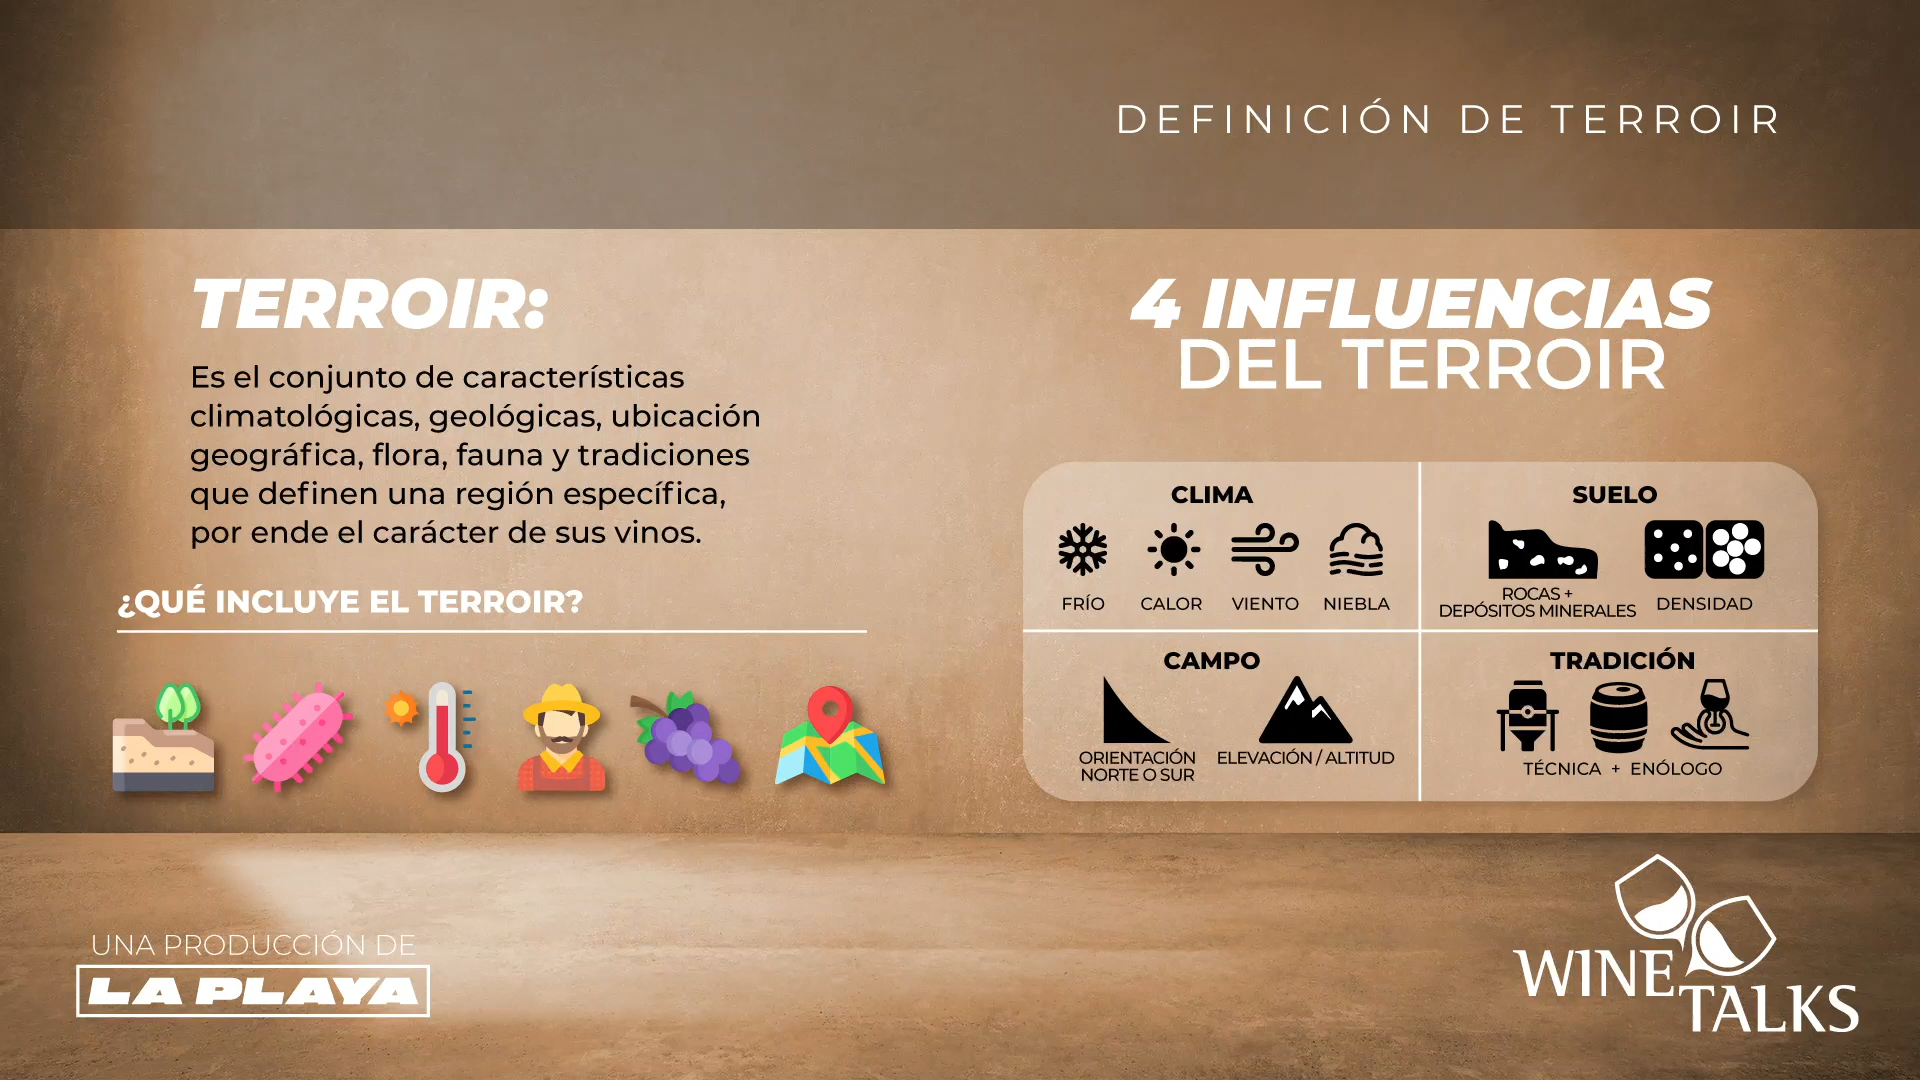 DEFINICIÓN DE TERROIR
TERROIR:
Es el conjunto de características
climatológicas, geológicas, ubicación
geográfica, flora, fauna y tradiciones
que definen una región específica,
por ende el carácter de sus vinos.
¿QUÉ INCLUYE EL TERROIR?
4 INFLUENCIAS
DEL TERROIR
CLIMA
FRÍO CALOR VIENTO NIEBLA
SUELO
ROCAS +
DEPÓSITOS MINERALES
DENSIDAD
CAMPO
ORIENTACIÓN
NORTE O SUR
ELEVACIÓN / ALTITUD
TRADICIÓN
TÉCNICA + ENÓLOGO
UNA PRODUCCIÓN DE
LA PLAYA
WINE
TALKS